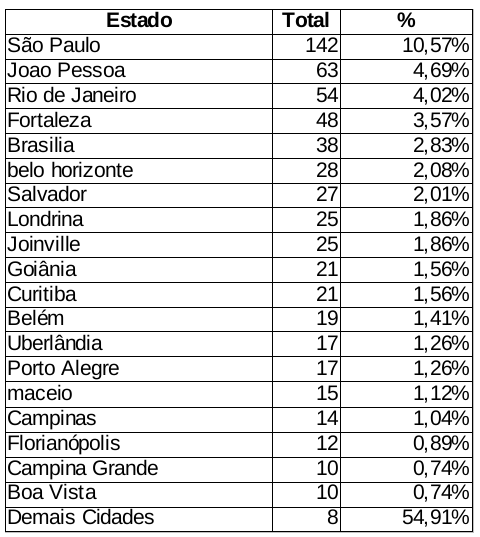 Estado Total %
São Paulo 142 10,57%
Joao Pessoa 63 4,69%
Rio de Janeiro 54 4,02%
Fortaleza 48 3,57%
Brasilia 38 2,83%
belo horizonte 28 2,08%
Salvador 27 2,01%
Londrina 25 1,86%
Joinville 25 1,86%
Goiânia 21 1,56%
Curitiba 21 1,56%
Belém 19 1,41%
Uberlândia 17 1,26%
Porto Alegre 17 1,26%
maceio 15 1,12%
Campinas 14 1,04%
Florianópolis 12 0,89%
Campina Grande 10 0,74%
Boa Vista 10 0,74%
Demais Cidades 8 54,91%